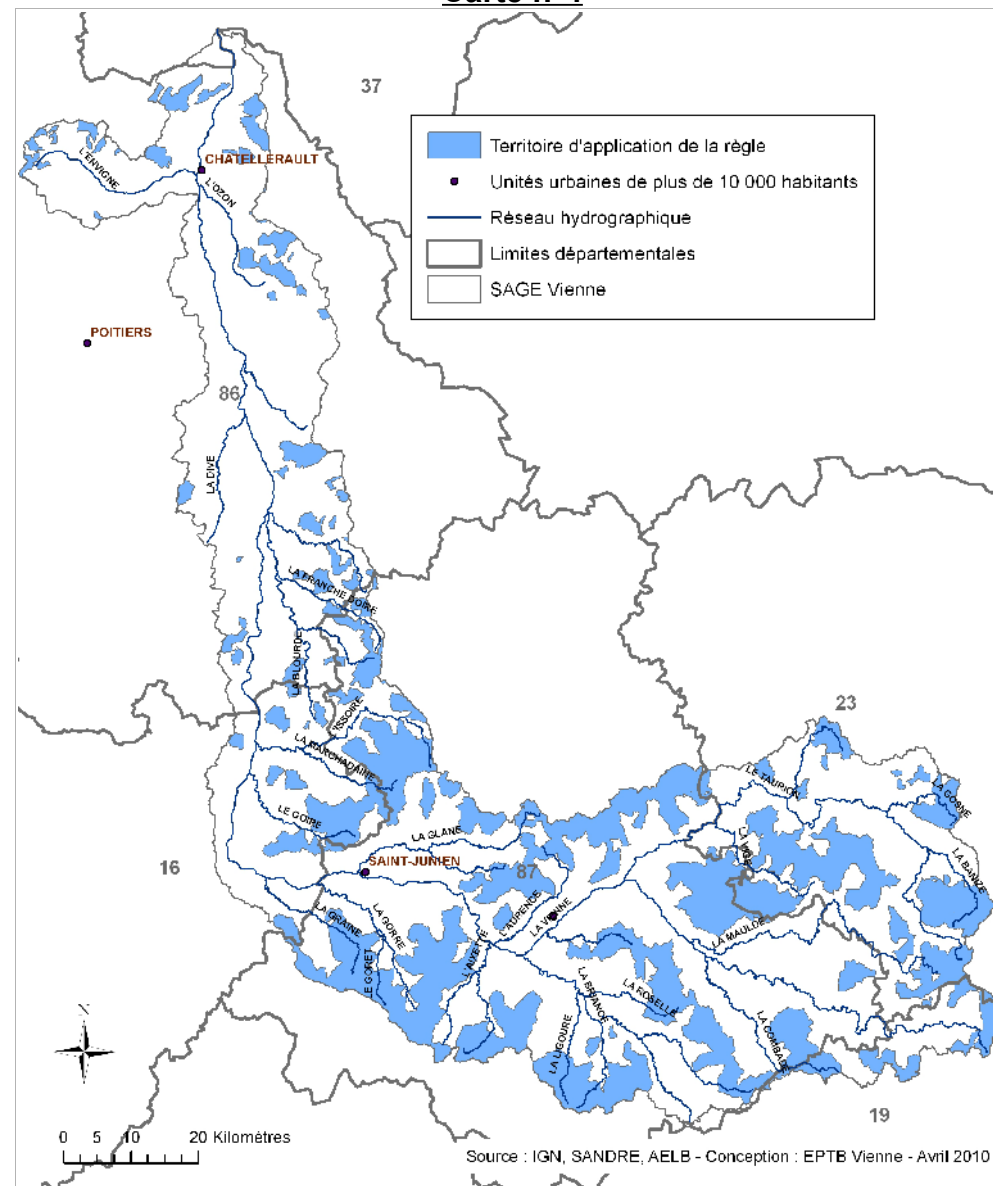 37
Territoire d'application de la règle
Unités urbaines de plus de 10 000 habitants
Réseau hydrographique
Limites départementales
SAGE Vienne
L'ENVIGNE
CHATELLERAULT
L'OZON
POITIERS
86
LA DIVE
LA FRANCHE DOIRE
LA BLOURDE
L'ISSOIRE
LA MARCHADAINE
LE GOIRE
23
LE TAURION
LA GOSNE
LA BANIZE
LA GLANE
SAINT-JUNIEN
16
87
L'AURENCE
LA VIENNE
LA MAULDE
LA GRAINE
LA GORRE
LE GORET
L'AIXETTE
LA BRIANCE
LA ROSELLE
LA LIGOURE
LA COMBADE
N
19
0 5 10 20 Kilomètres
Source : IGN, SANDRE, AELB - Conception : EPTB Vienne - Avril 2010